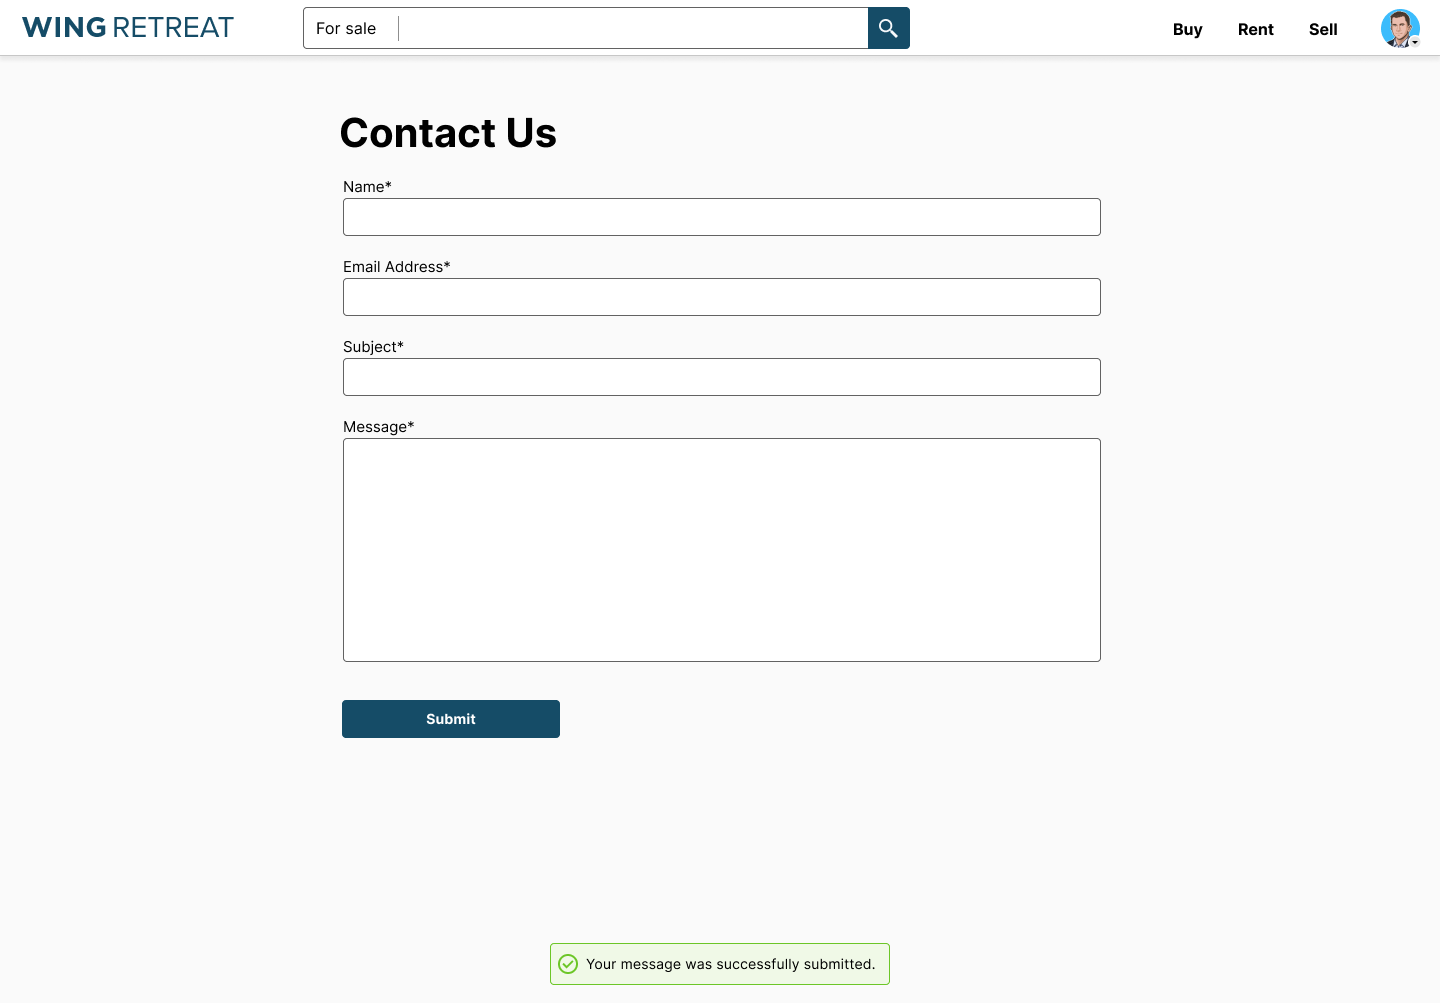 WING RETREAT
For sale
Buy Rent Sell
Contact Us
Name*
Email Address*
Subject*
Message*
Submit
Your message was successfully submitted.